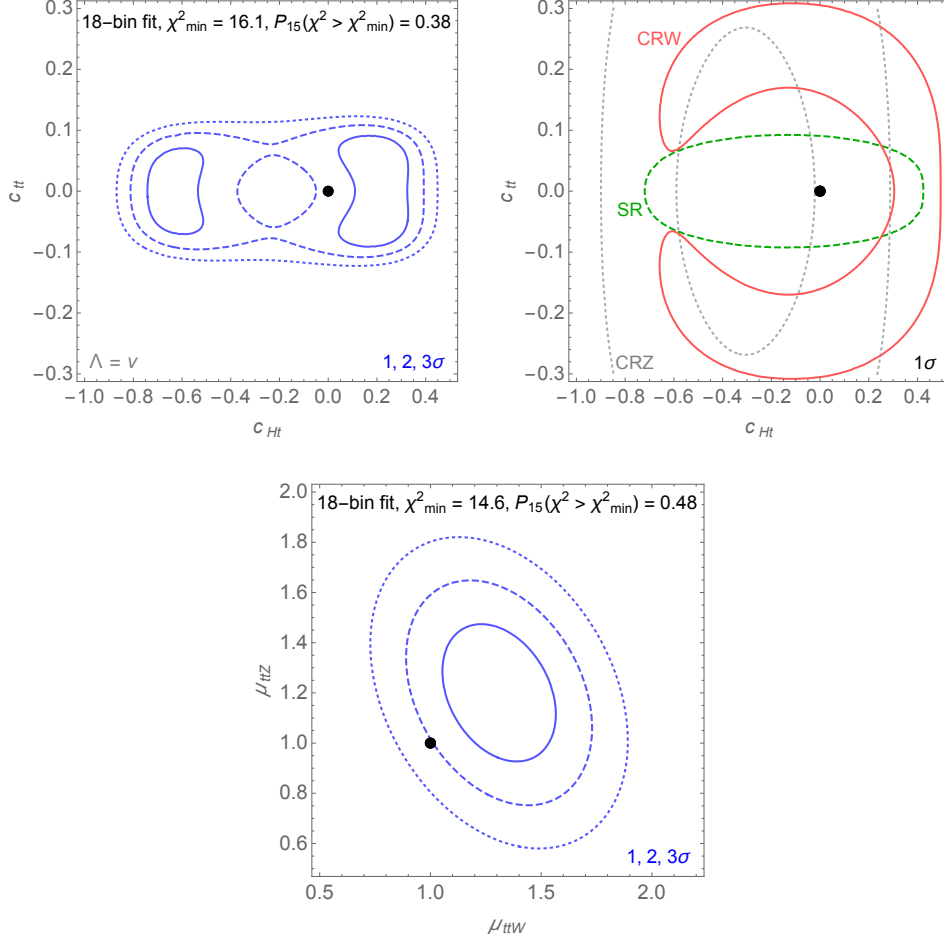 18−bin fit, χ²min = 16.1, P15(χ² > χ²min) = 0.38
0.3
0.2
0.1
0.0
−0.1
−0.2
−0.3
c tt
Λ = v
1, 2, 3σ
−1.0 −0.8 −0.6 −0.4 −0.2 0.0 0.2 0.4
c Ht
0.3
0.2
0.1
0.0
−0.1
−0.2
−0.3
c tt
CRW
SR
CRZ
1σ
−1.0 −0.8 −0.6 −0.4 −0.2 0.0 0.2 0.4
c Ht
18−bin fit, χ²min = 14.6, P15(χ² > χ²min) = 0.48
2.0
1.8
1.6
1.4
1.2
1.0
0.8
0.6
μttZ
1, 2, 3σ
0.5 1.0 1.5 2.0
μttW